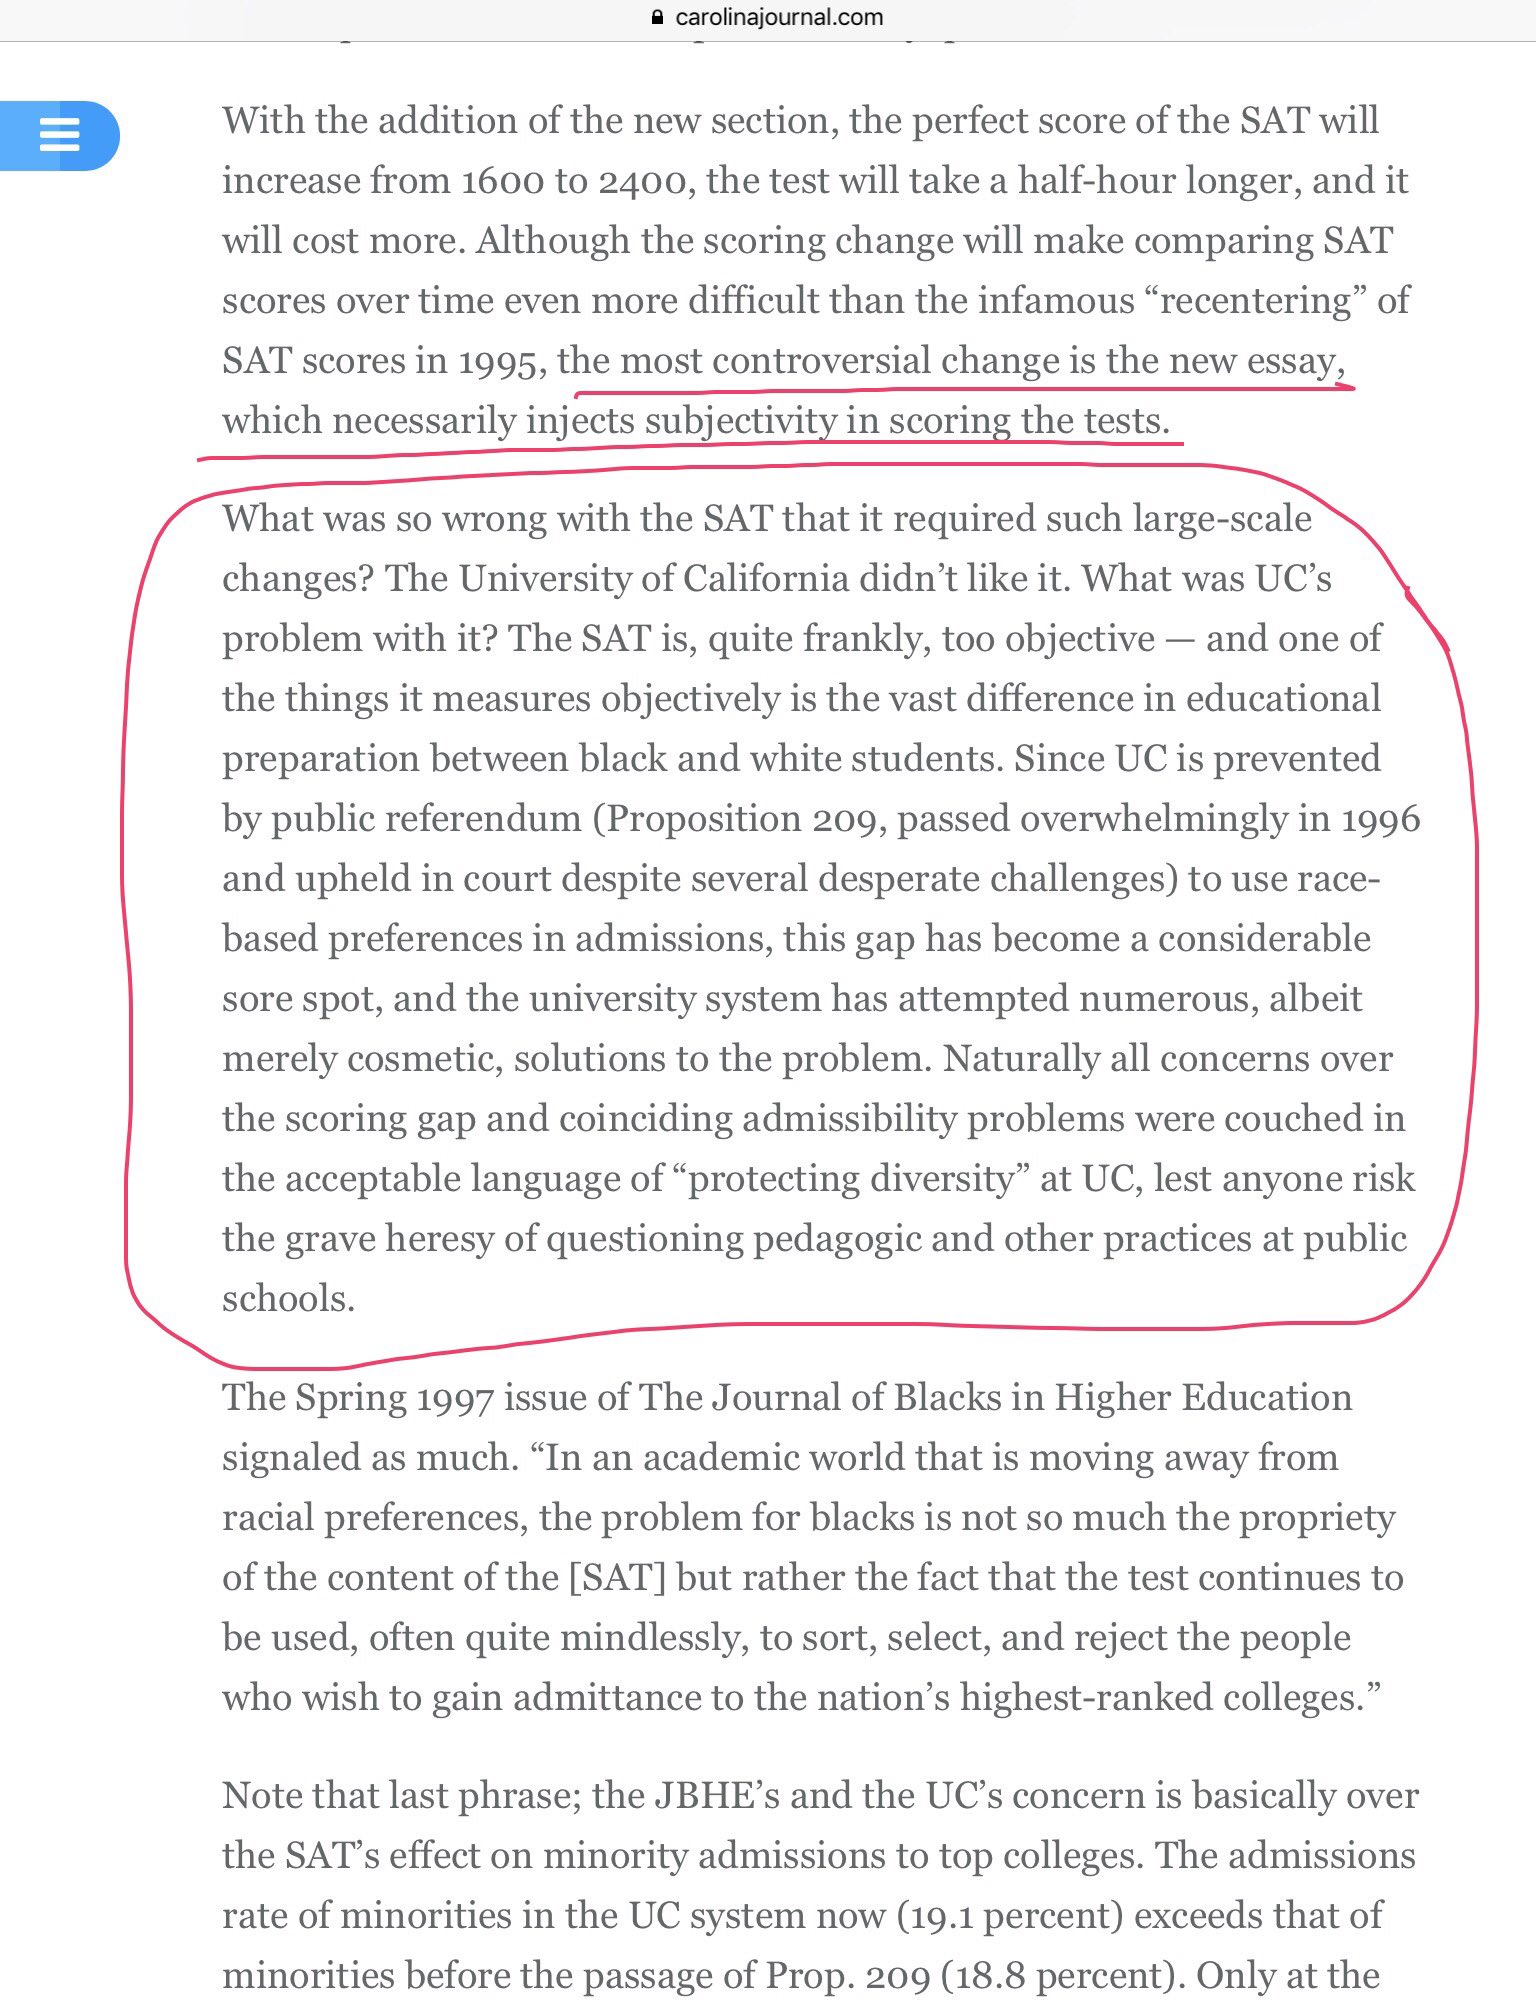 carolinajournal.com
With the addition of the new section, the perfect score of the SAT will
increase from 1600 to 2400, the test will take a half-hour longer, and it
will cost more. Although the scoring change will make comparing SAT
scores over time even more difficult than the infamous “recentering” of
SAT scores in 1995, the most controversial change is the new essay,
which necessarily injects subjectivity in scoring the tests.
What was so wrong with the SAT that it required such large-scale
changes? The University of California didn’t like it. What was UC’s
problem with it? The SAT is, quite frankly, too objective — and one of
the things it measures objectively is the vast difference in educational
preparation between black and white students. Since UC is prevented
by public referendum (Proposition 209, passed overwhelmingly in 1996
and upheld in court despite several desperate challenges) to use race-
based preferences in admissions, this gap has become a considerable
sore spot, and the university system has attempted numerous, albeit
merely cosmetic, solutions to the problem. Naturally all concerns over
the scoring gap and coinciding admissibility problems were couched in
the acceptable language of “protecting diversity” at UC, lest anyone risk
the grave heresy of questioning pedagogic and other practices at public
schools.
The Spring 1997 issue of The Journal of Blacks in Higher Education
signaled as much. “In an academic world that is moving away from
racial preferences, the problem for blacks is not so much the propriety
of the content of the [SAT] but rather the fact that the test continues to
be used, often quite mindlessly, to sort, select, and reject the people
who wish to gain admittance to the nation’s highest-ranked colleges.”
Note that last phrase; the JBHE’s and the UC’s concern is basically over
the SAT’s effect on minority admissions to top colleges. The admissions
rate of minorities in the UC system now (19.1 percent) exceeds that of
minorities before the passage of Prop. 209 (18.8 percent). Only at the